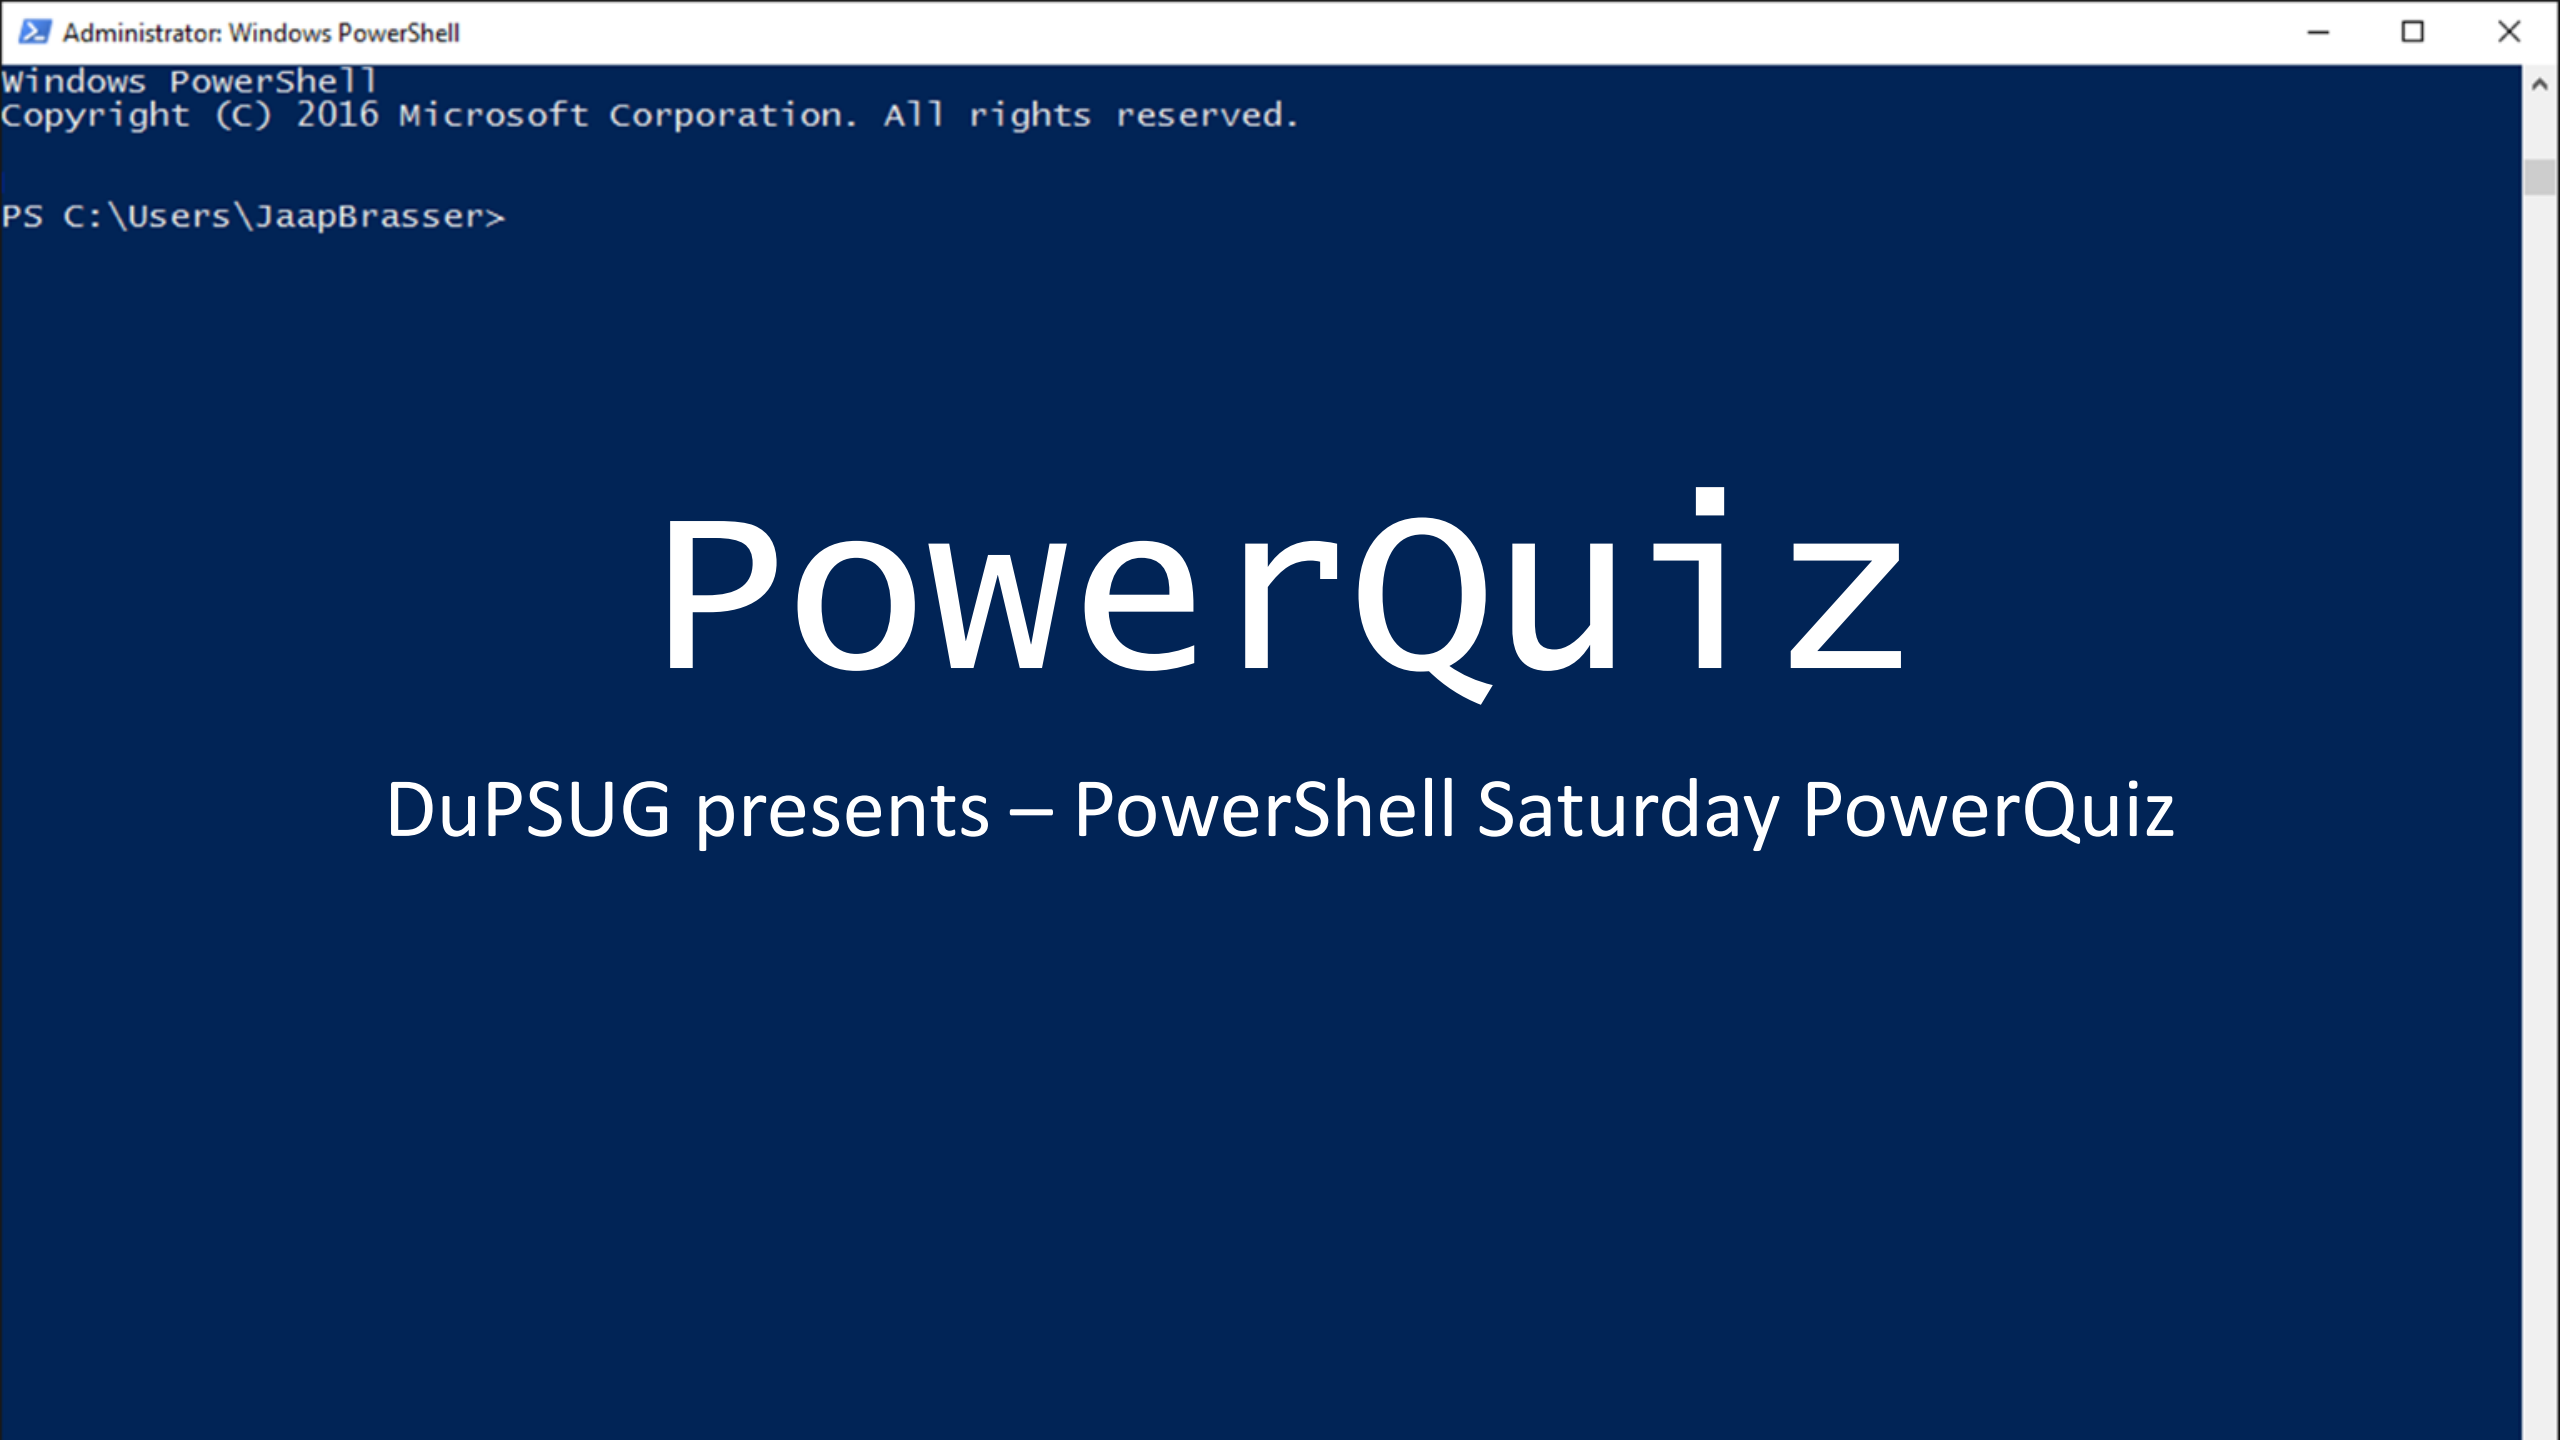 Administrator: Windows PowerShell
Windows PowerShell
Copyright (C) 2016 Microsoft Corporation. All rights reserved.
PS C:\Users\JaapBrasser>
PowerQuiz
DuPSUG presents – PowerShell Saturday PowerQuiz